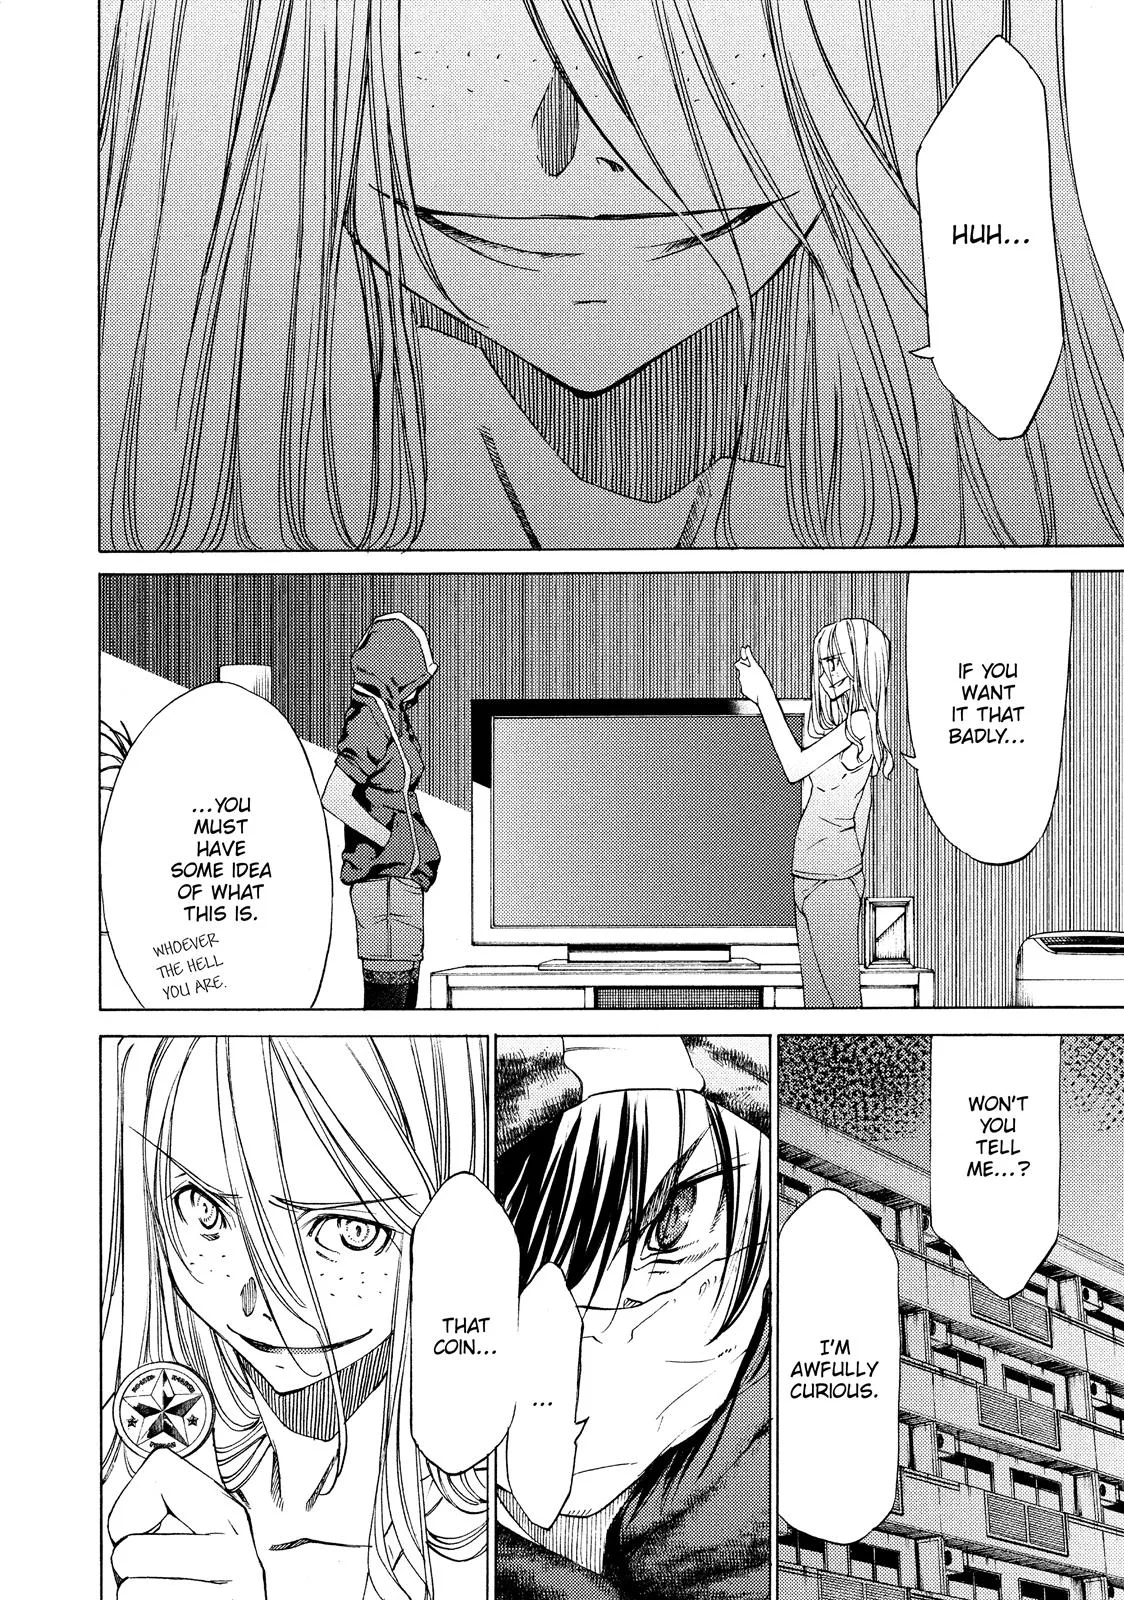 HUH...
IF YOU
WANT
IT THAT
BADLY...
...YOU
MUST
HAVE
SOME IDEA
OF WHAT
THIS IS.
WHOEVER
THE HELL
YOU ARE.
WON'T
YOU
TELL
ME...?
I'M
AWFULLY
CURIOUS.
...
THAT
COIN...